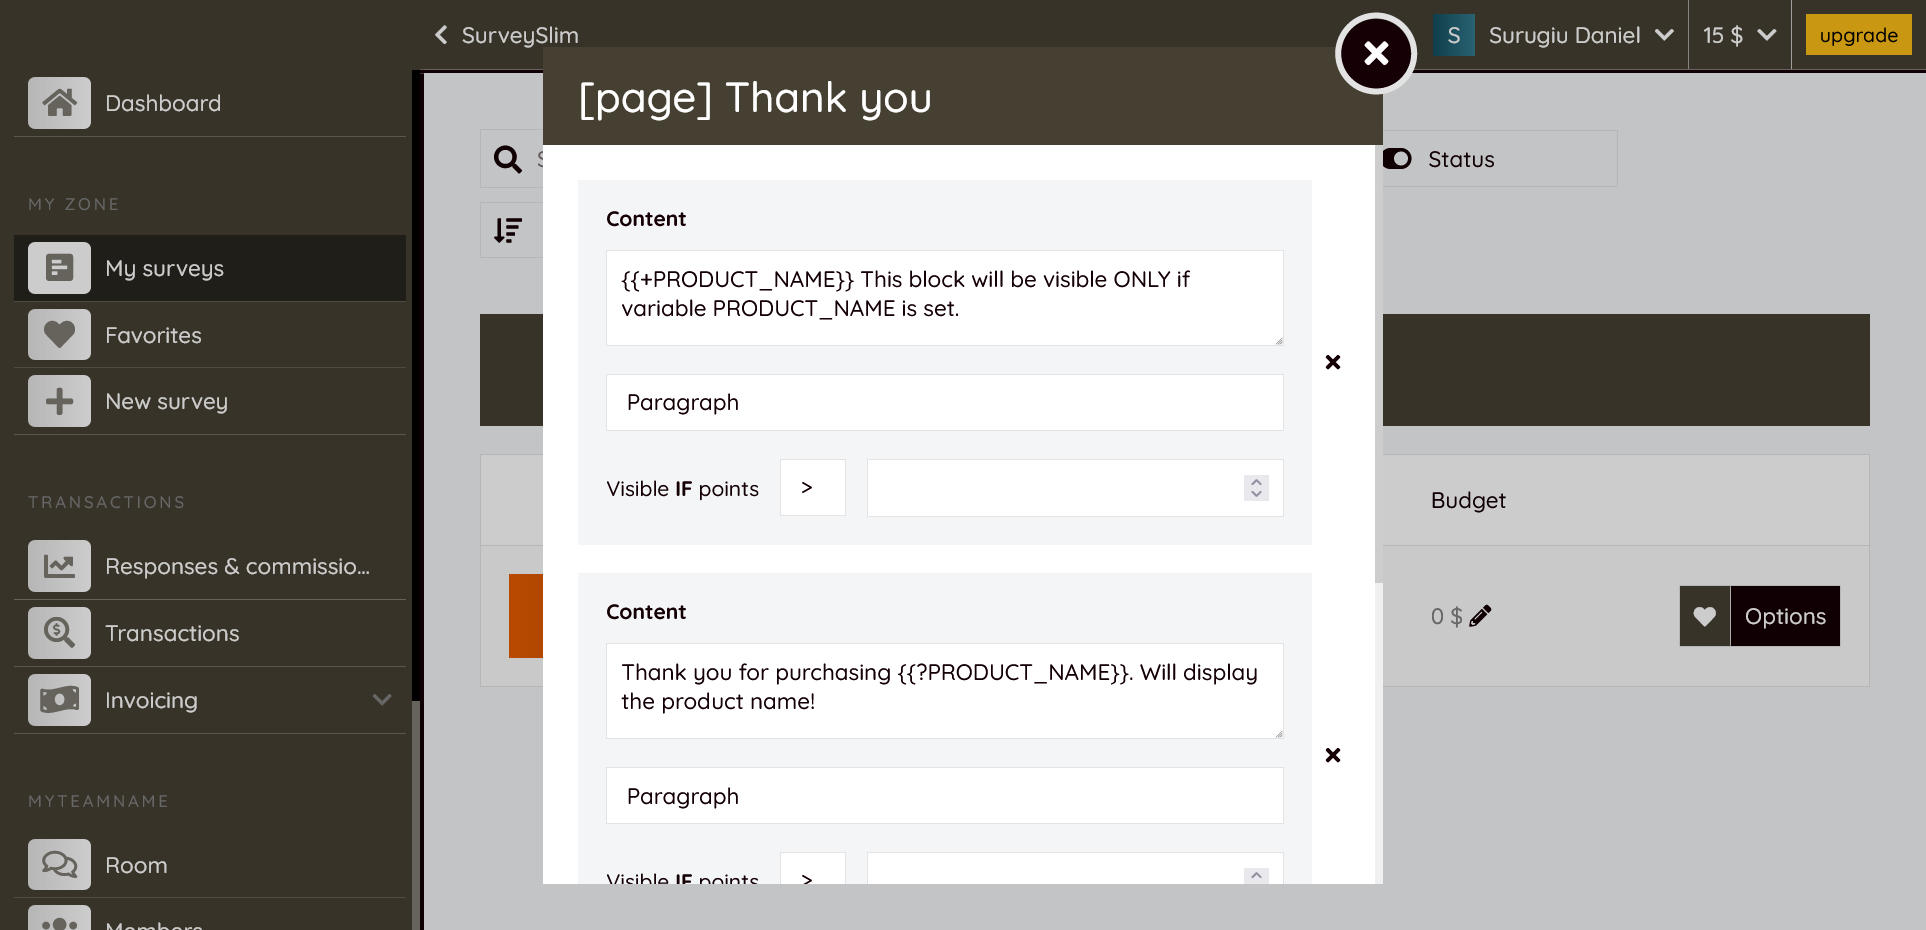 SurveySlim
S
Surugiu Daniel
15 $
upgrade
Dashboard
MY ZONE
My surveys
Favorites
New survey
TRANSACTIONS
Responses & commissio...
Transactions
Invoicing
MYTEAMNAME
Room
Members
[page] Thank you
Status
Content
{{+PRODUCT_NAME}} This block will be visible ONLY if
variable PRODUCT_NAME is set.
Paragraph
Visible IF points >
Content
Thank you for purchasing {{?PRODUCT_NAME}}. Will display
the product name!
Paragraph
Visible IF points >
Budget
0 $
Options